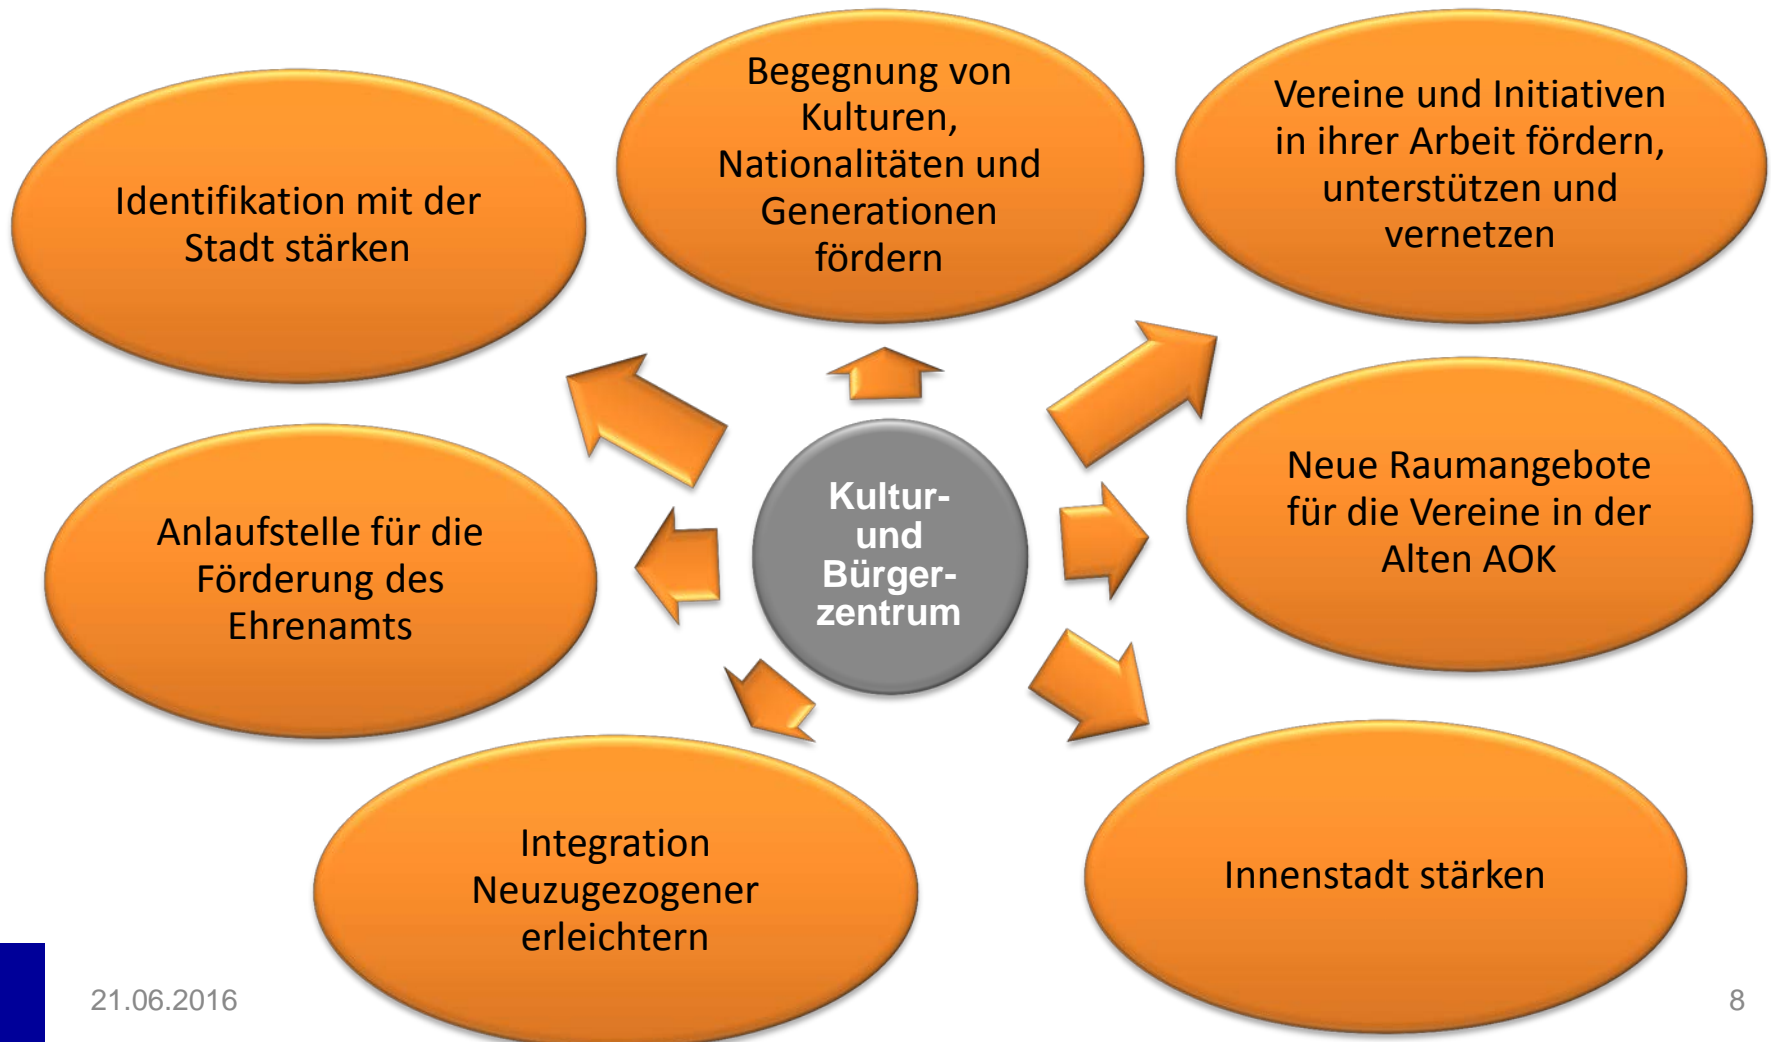 Begegnung von
Kulturen,
Nationalitäten und
Generationen
fördern
Vereine und Initiativen
in ihrer Arbeit fördern,
unterstützen und
vernetzen
Identifikation mit der
Stadt stärken
Neue Raumangebote
für die Vereine in der
Alten AOK
Kultur-
und
Bürger-
zentrum
Anlaufstelle für die
Förderung des
Ehrenamts
Integration
Neuzugezogener
erleichtern
Innenstadt stärken
21.06.2016
8